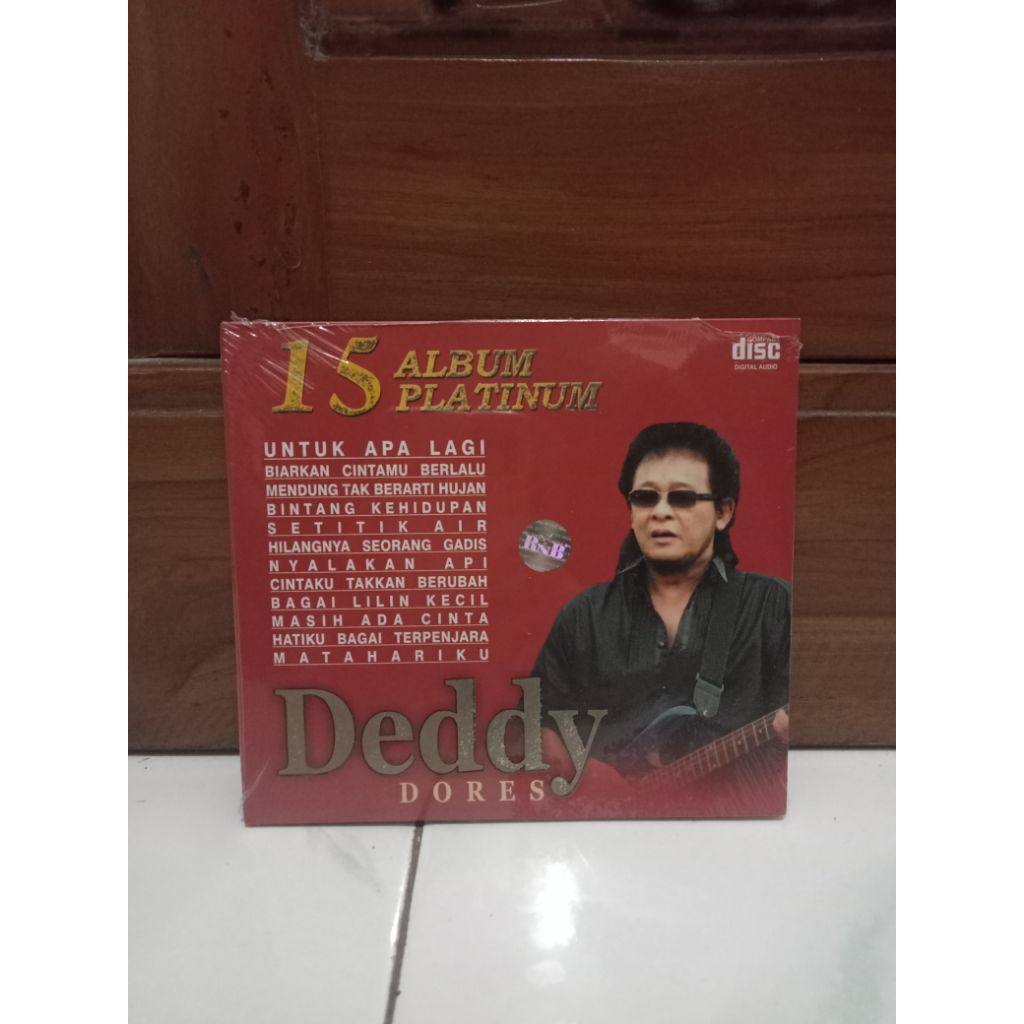 15 ALBUM
PLATINUM
COMPACT
disc
DIGITAL AUDIO
UNTUK APA LAGI
BIARKAN CINTAMU BERLALU
MENDUNG TAK BERARTI HUJAN
BINTANG KEHIDUPAN
SETITIK AIR
HILANGNYA SEORANG GADIS
NYALAKAN API
CINTAKU TAKKAN BERUBAH
BAGAI LILIN KECIL
MASIH ADA CINTA
HATIKU BAGAI TERPENJARA
MATAHARIKU
RNB
Deddy
DORES